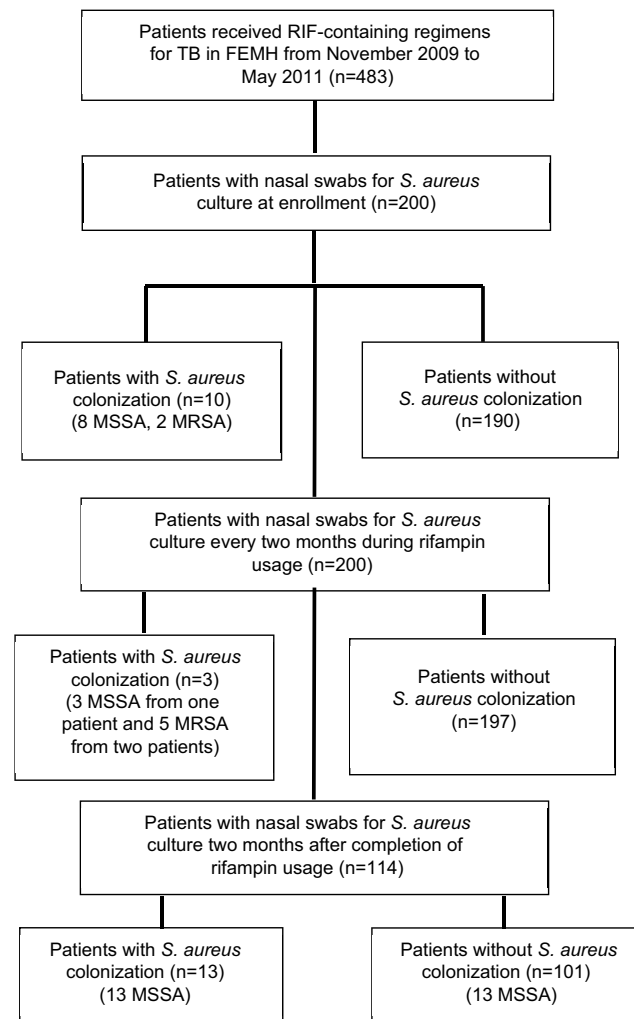 Patients received RIF-containing regimens
for TB in FEMH from November 2009 to
May 2011 (n=483)
Patients with nasal swabs for S. aureus
culture at enrollment (n=200)
Patients with S. aureus
colonization (n=10)
(8 MSSA, 2 MRSA)
Patients without
S. aureus colonization
(n=190)
Patients with nasal swabs for S. aureus
culture every two months during rifampin
usage (n=200)
Patients with S. aureus
colonization (n=3)
(3 MSSA from one
patient and 5 MRSA
from two patients)
Patients without
S. aureus colonization
(n=197)
Patients with nasal swabs for S. aureus
culture two months after completion of
rifampin usage (n=114)
Patients with S. aureus
colonization (n=13)
(13 MSSA)
Patients without S. aureus
colonization (n=101)
(13 MSSA)